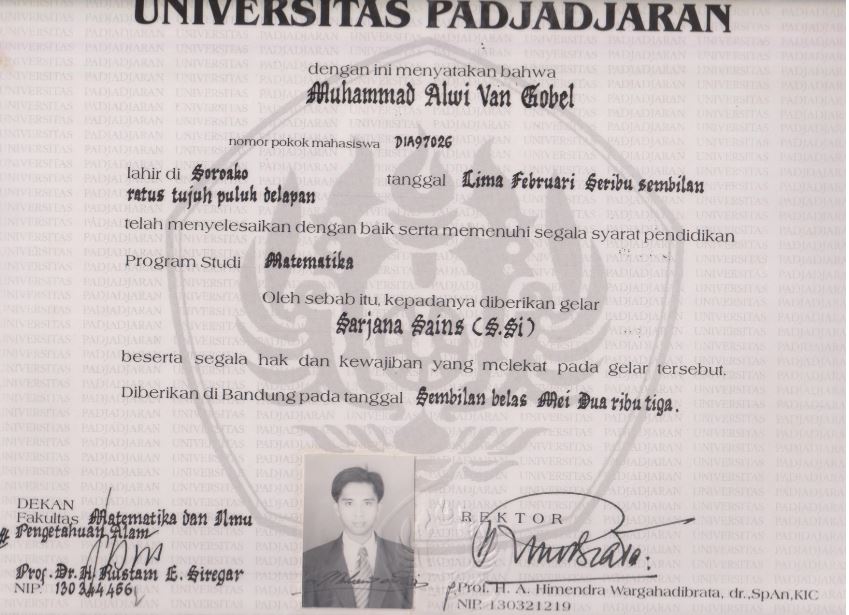 UNIVERSITAS PADJADJARAN
dengan ini menyatakan bahwa
Muhammad Alwi Van Gobel
nomor pokok mahasiswa D1A97026
lahir di Soroako tanggal Lima Februari Seribu sembilan
ratus tujuh puluh delapan
telah menyelesaikan dengan baik serta memenuhi segala syarat pendidikan
Program Studi Matematika
Oleh sebab itu, kepadanya diberikan gelar
Sarjana Sains (S.Si)
beserta segala hak dan kewajiban yang melekat pada gelar tersebut.
Diberikan di Bandung pada tanggal Sembilan belas Mei Dua ribu tiga.
DEKAN
Fakultas Matematika dan Ilmu
Pengetahuan Alam
Prof. Dr. H. Rustam E. Siregar
NIP.
REKTOR
Prof. H. A. Himendra Wargahadibrata, dr.,SpAn,KIC
NIP. 130321219